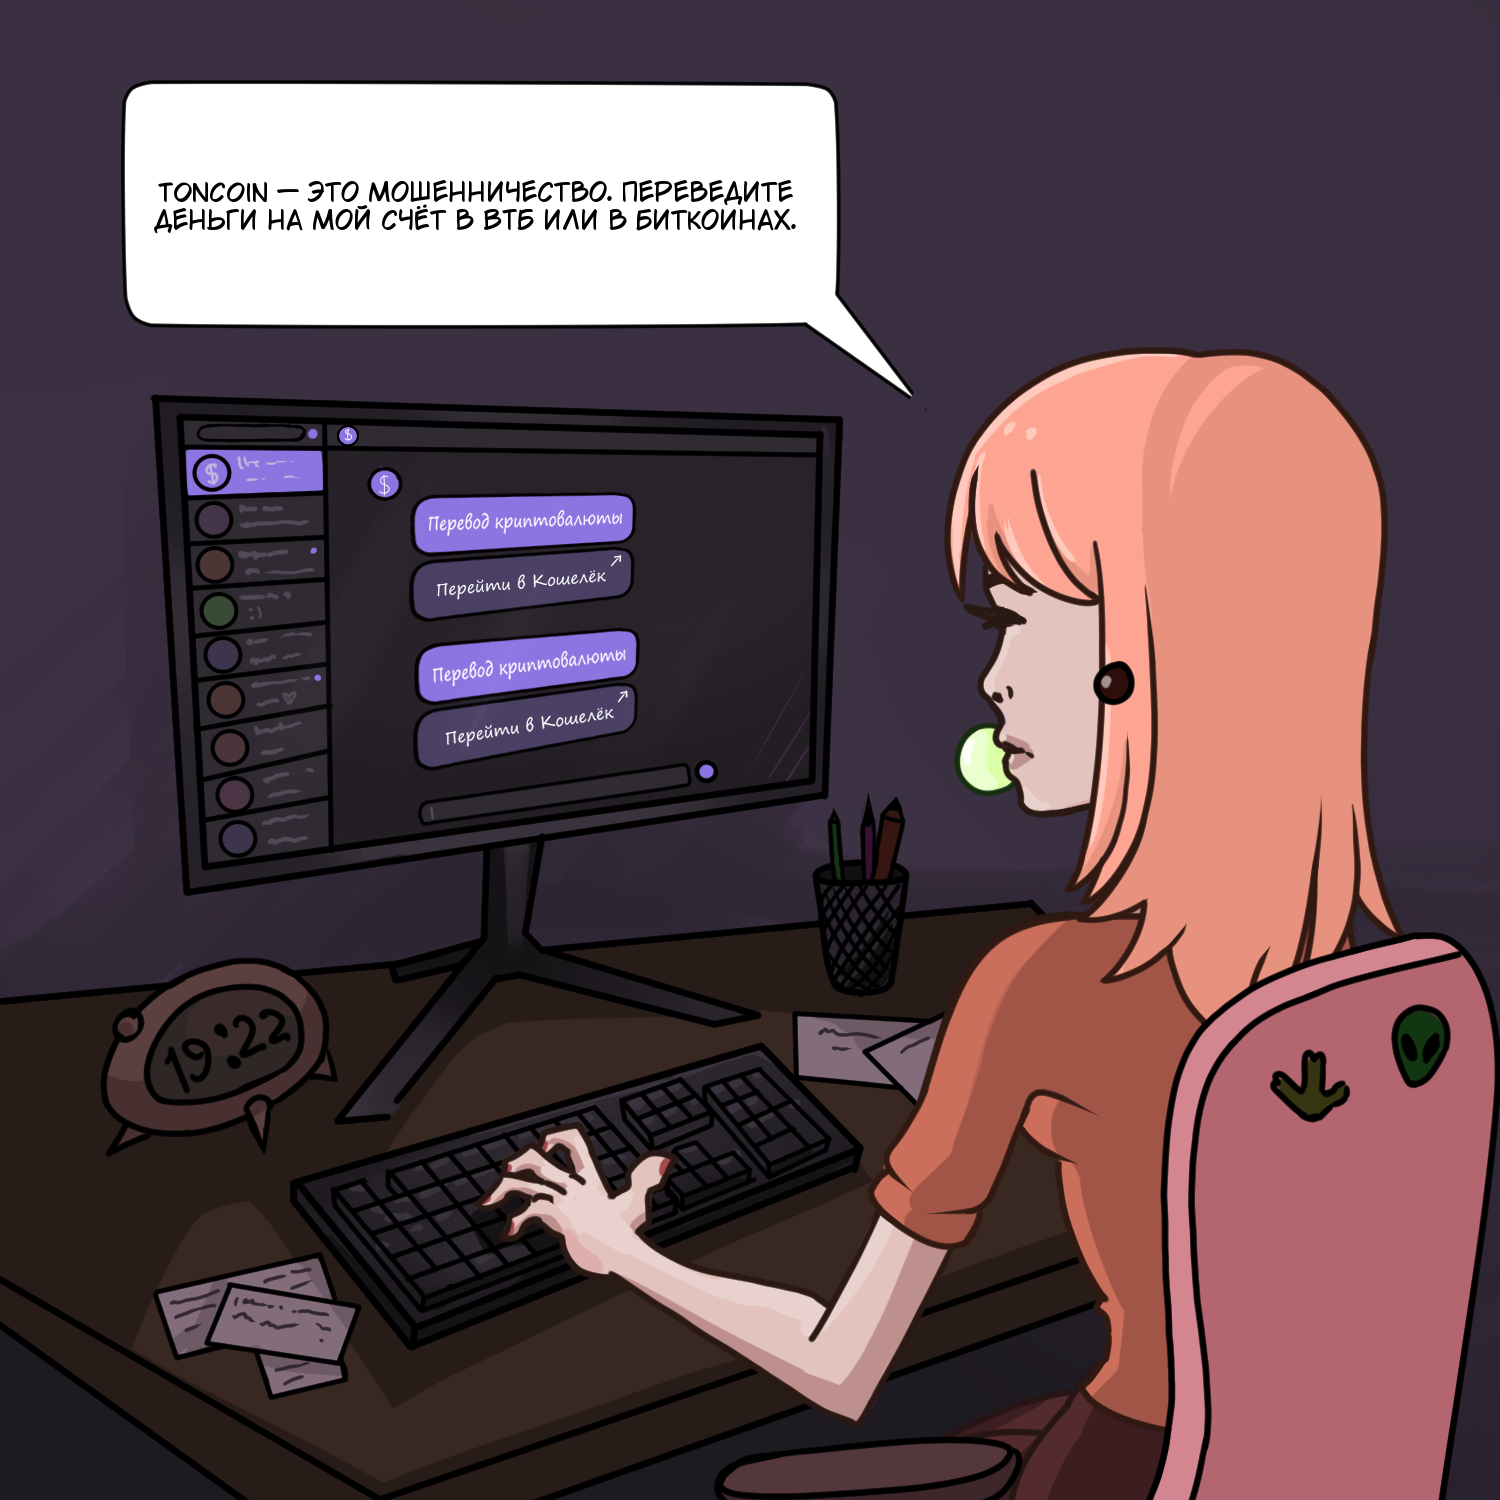 TONCOIN — ЭТО МОШЕННИЧЕСТВО. ПЕРЕВЕДИТЕ
ДЕНЬГИ НА МОЙ СЧЁТ В ВТБ ИЛИ В БИТКОИНАХ.
$
$
$
Перевод криптовалюты
Перейти в Кошелёк
:)
Перевод криптовалюты
Перейти в Кошелёк
19:22